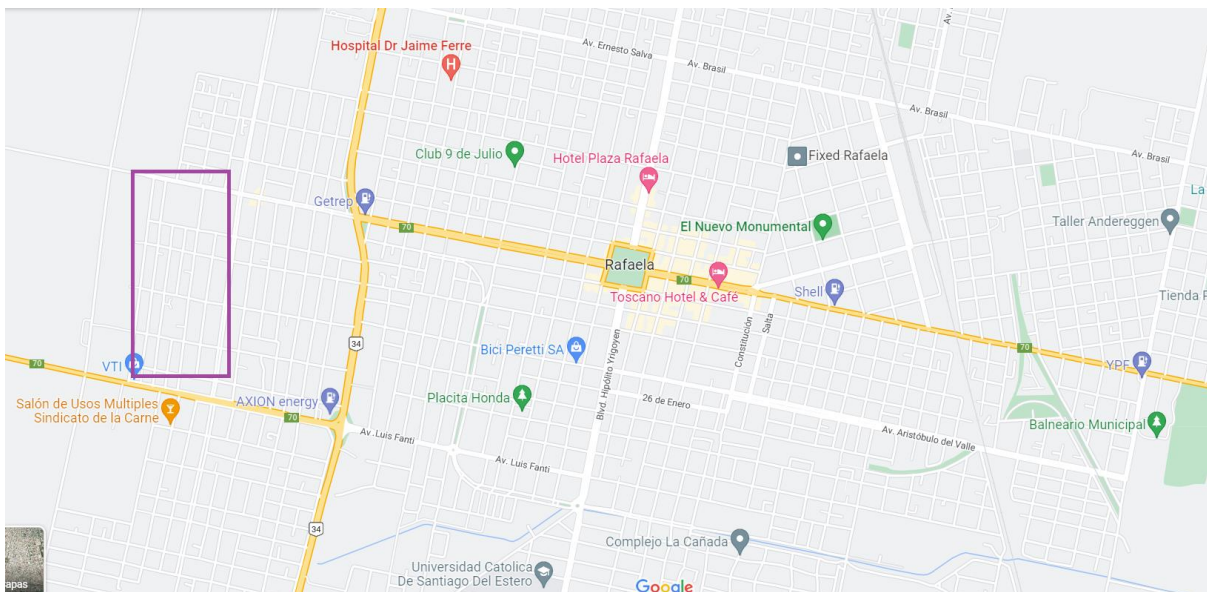 Hospital Dr Jaime Ferre
Av. Ernesto Salva
Av. Brasil
Av. Brasil
Av. Brasil
Club 9 de Julio
Hotel Plaza Rafaela
Fixed Rafaela
La
Getrep
70
El Nuevo Monumental
Taller Andereggen
Rafaela
70
Toscano Hotel & Café
Shell
Tienda
Constitución
Salta
34
Bici Peretti SA
Blvd. Hipólito Yrigoyen
70
70
VTI
YPF
Salón de Usos Multiples
Sindicato de la Carne
AXION energy
70
Placita Honda
26 de Enero
Av. Luis Fanti
Av. Aristóbulo del Valle
Balneario Municipal
Av. Luis Fanti
34
Complejo La Cañada
Universidad Catolica
De Santiago Del Estero
apas
Google